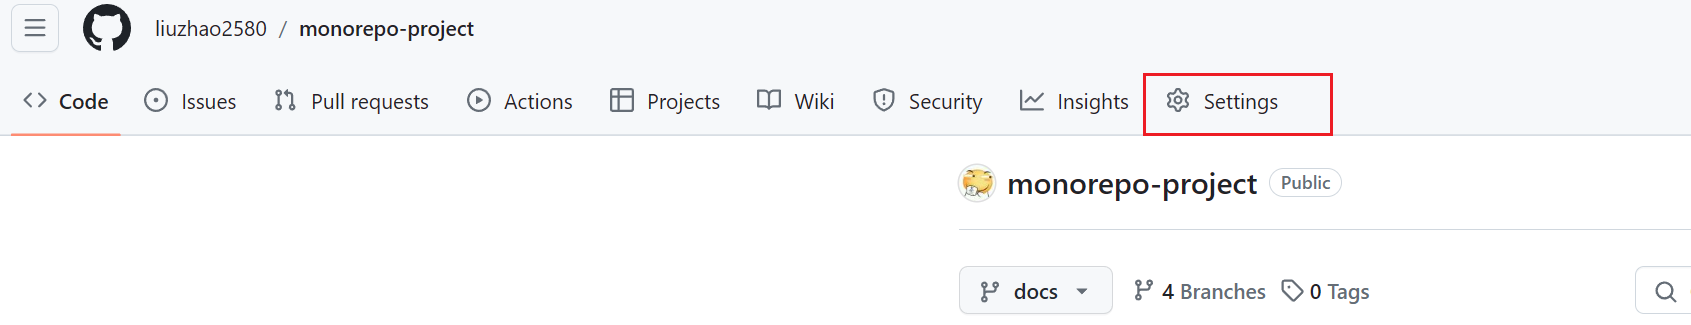 liuzhao2580 / monorepo-project
Code Issues Pull requests Actions Projects Wiki Security Insights Settings
monorepo-project Public
docs 4 Branches 0 Tags